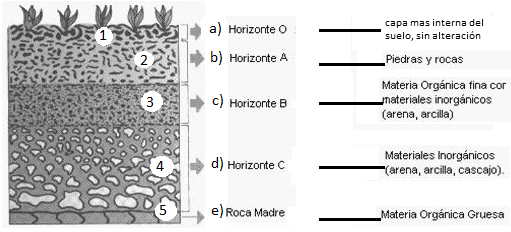 capa mas interna del
a) Horizonte O suelo, sin alteración
1
b) Horizonte A Piedras y rocas
2
Materia Orgánica fina con
3
c) Horizonte B materiales inorgánicos
(arena, arcilla)
Materiales Inorgánicos
4
d) Horizonte C (arena, arcilla, cascajo).
5
e) Roca Madre Materia Orgánica Gruesa